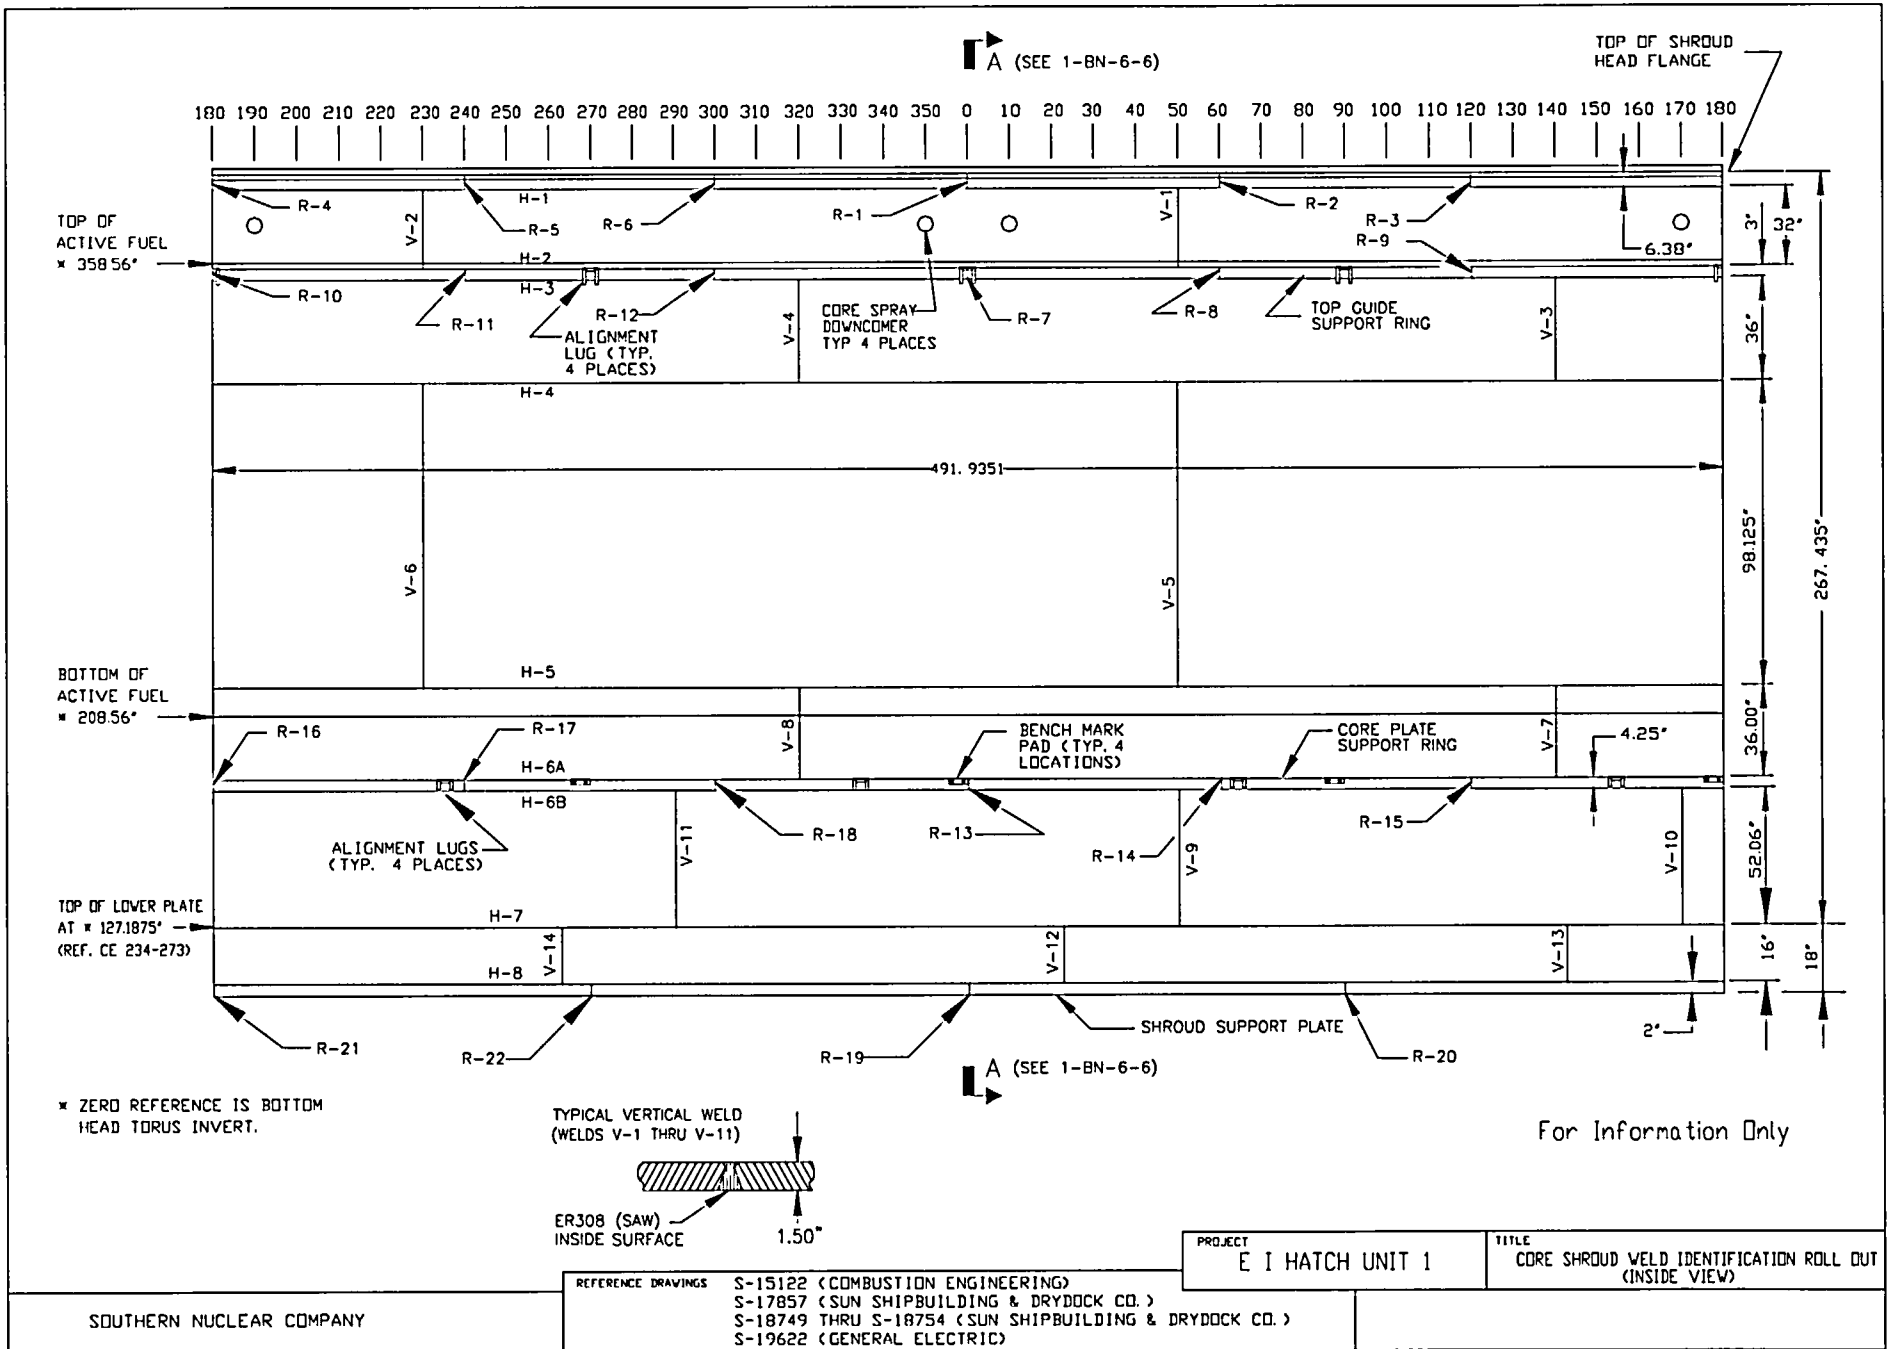 A (SEE 1-BN-6-6)
TOP OF SHROUD
HEAD FLANGE
180 190 200 210 220 230 240 250 260 270 280 290 300 310 320 330 340 350 0 10 20 30 40 50 60 70 80 90 100 110 120 130 140 150 160 170 180
R-4
H-1
R-5
R-6
R-1
R-2
R-3
V-2
V-1
TOP OF
ACTIVE FUEL
* 358.56"
H-2
R-9
6.38"
3"
32"
R-10
H-3
R-11
R-12
ALIGNMENT
LUG (TYP.
4 PLACES)
V-4
CORE SPRAY
DOWNCOMER
TYP 4 PLACES
R-7
R-8
TOP GUIDE
SUPPORT RING
V-3
36"
H-4
491.9351
98.125"
267.435"
V-6
V-5
H-5
BOTTOM OF
ACTIVE FUEL
* 208.56"
R-16
R-17
V-8
BENCH MARK
PAD (TYP. 4
LOCATIONS)
CORE PLATE
SUPPORT RING
V-7
4.25"
36.00"
H-6A
H-6B
ALIGNMENT LUGS
(TYP. 4 PLACES)
V-11
R-18
R-13
R-14
V-9
R-15
V-10
52.06"
TOP OF LOWER PLATE
AT * 127.1875"
(REF. CE 234-273)
H-7
V-14
V-12
V-13
16"
18"
H-8
R-21
R-22
R-19
SHROUD SUPPORT PLATE
R-20
2"
A (SEE 1-BN-6-6)
* ZERO REFERENCE IS BOTTOM
HEAD TORUS INVERT.
TYPICAL VERTICAL WELD
(WELDS V-1 THRU V-11)
ER308 (SAW)
INSIDE SURFACE
1.50"
For Information Only
PROJECT
E I HATCH UNIT 1
TITLE
CORE SHROUD WELD IDENTIFICATION ROLL OUT
(INSIDE VIEW)
REFERENCE DRAWINGS
S-15122 (COMBUSTION ENGINEERING)
S-17857 (SUN SHIPBUILDING & DRYDOCK CO.)
S-18749 THRU S-18754 (SUN SHIPBUILDING & DRYDOCK CO.)
S-19622 (GENERAL ELECTRIC)
SOUTHERN NUCLEAR COMPANY